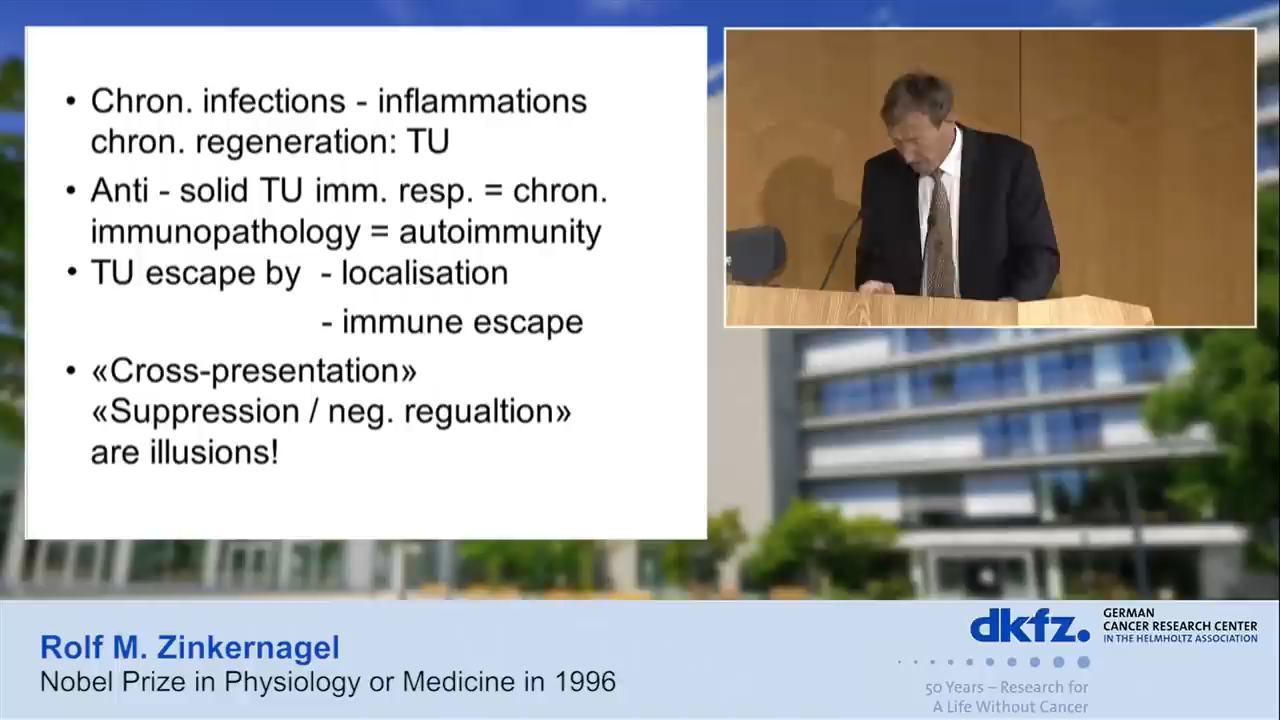 • Chron. infections - inflammations
chron. regeneration: TU
• Anti - solid TU imm. resp. = chron.
immunopathology = autoimmunity
• TU escape by - localisation
- immune escape
• «Cross-presentation»
«Suppression / neg. regualtion»
are illusions!
Rolf M. Zinkernagel
Nobel Prize in Physiology or Medicine in 1996
dkfz.
GERMAN
CANCER RESEARCH CENTER
IN THE HELMHOLTZ ASSOCIATION
50 Years – Research for
A Life Without Cancer